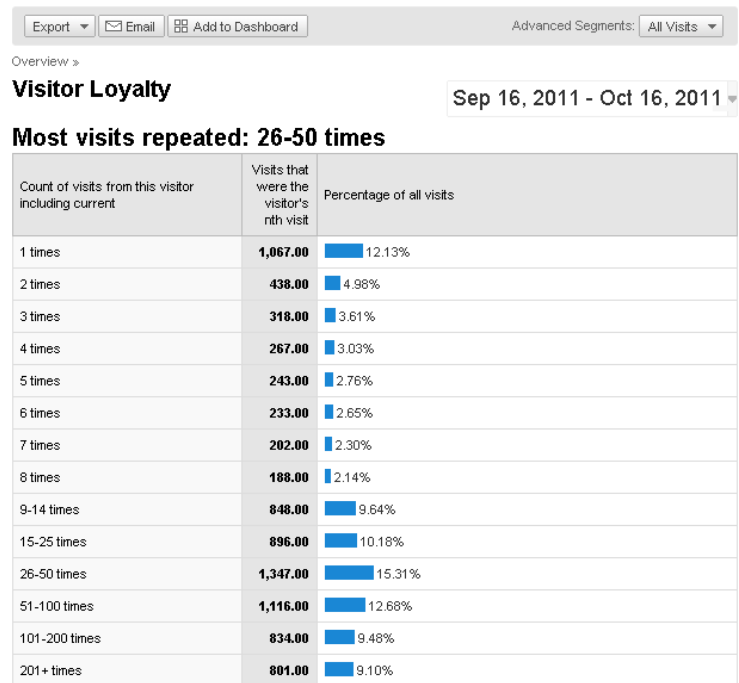 Export Email Add to Dashboard Advanced Segments: All Visits
Overview »
Visitor Loyalty
Sep 16, 2011 - Oct 16, 2011
Most visits repeated: 26-50 times
Count of visits from this visitor
including current
Visits that
were the
visitor's
nth visit
Percentage of all visits
1 times 1,067.00 12.13%
2 times 438.00 4.98%
3 times 318.00 3.61%
4 times 267.00 3.03%
5 times 243.00 2.76%
6 times 233.00 2.65%
7 times 202.00 2.30%
8 times 188.00 2.14%
9-14 times 848.00 9.64%
15-25 times 896.00 10.18%
26-50 times 1,347.00 15.31%
51-100 times 1,116.00 12.68%
101-200 times 834.00 9.48%
201+ times 801.00 9.10%